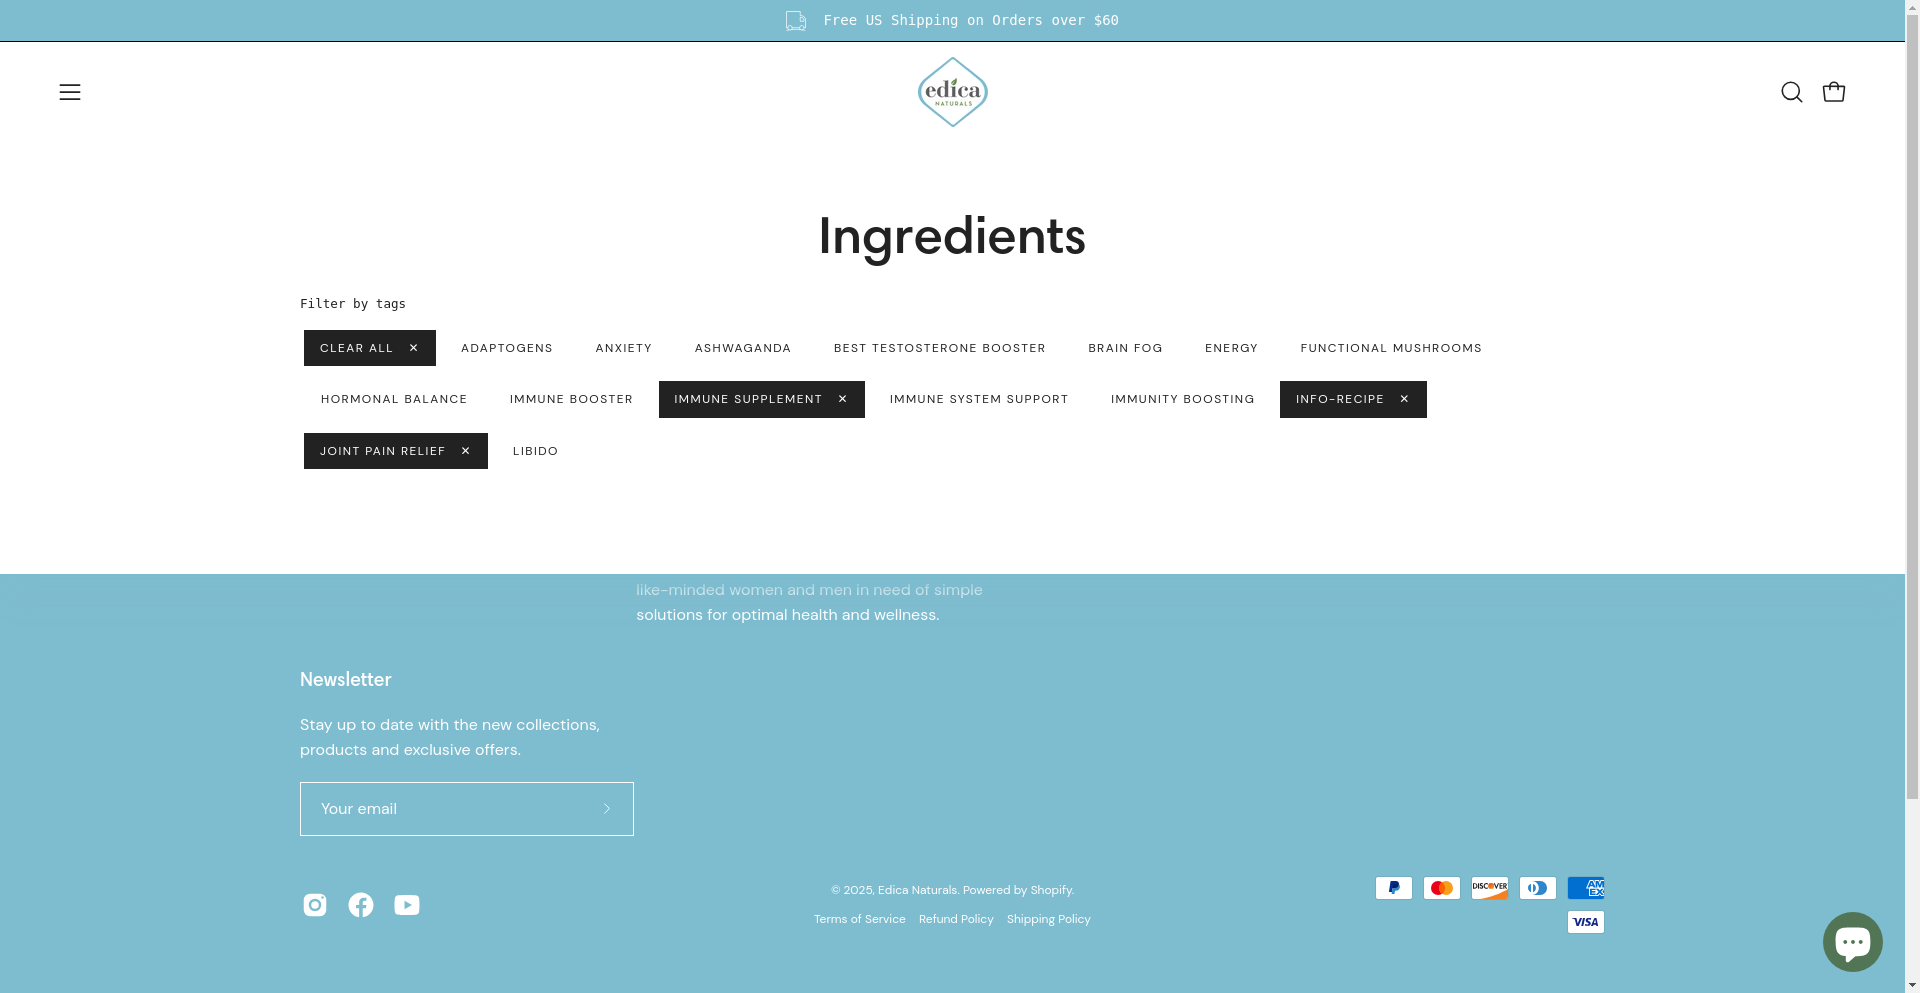 Free US Shipping on Orders over $60
edica
NATURALS
Ingredients
Filter by tags
CLEAR ALL ✕ ADAPTOGENS ANXIETY ASHWAGANDA BEST TESTOSTERONE BOOSTER BRAIN FOG ENERGY FUNCTIONAL MUSHROOMS
HORMONAL BALANCE IMMUNE BOOSTER IMMUNE SUPPLEMENT ✕ IMMUNE SYSTEM SUPPORT IMMUNITY BOOSTING INFO-RECIPE ✕
JOINT PAIN RELIEF ✕ LIBIDO
like-minded women and men in need of simple
solutions for optimal health and wellness.
Newsletter
Stay up to date with the new collections,
products and exclusive offers.
Your email
© 2025, Edica Naturals. Powered by Shopify.
Terms of Service Refund Policy Shipping Policy
DISCOVER
AM
EX
VISA